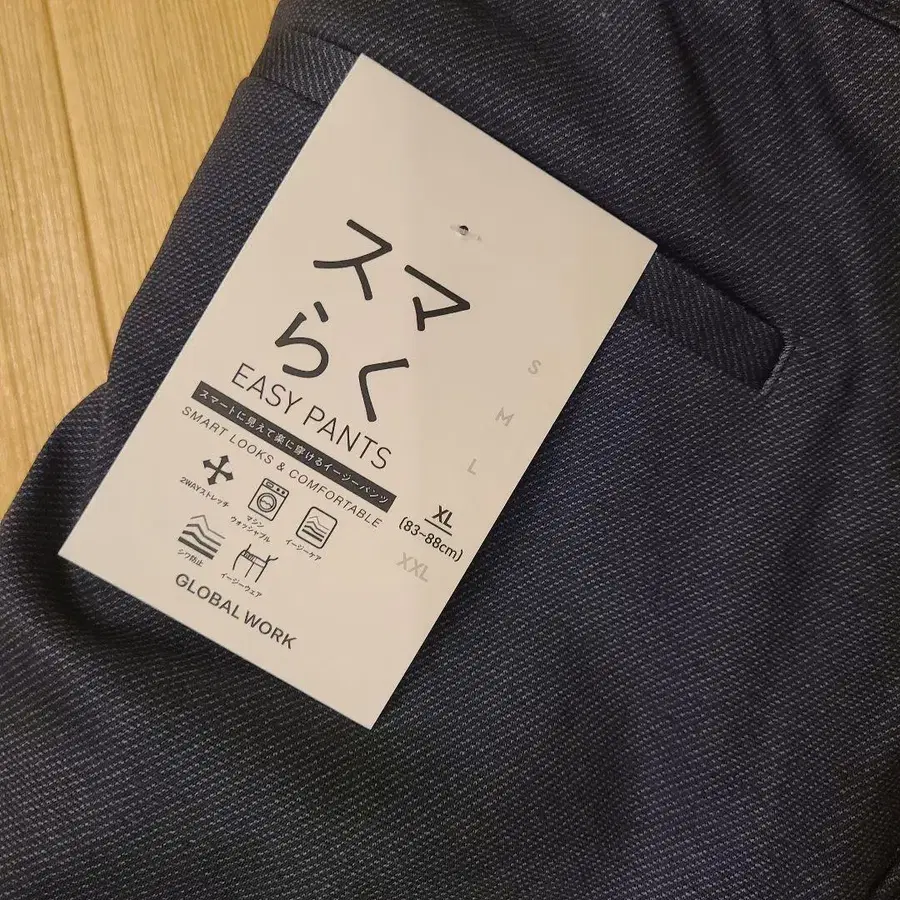 スマ
らく
EASY PANTS
スマートに見えて楽に穿けるイージーパンツ
SMART LOOKS & COMFORTABLE
2WAYストレッチ
マシン
ウォッシャブル
イージーケア
シワ防止
イージーウェア
GLOBAL WORK
S
M
L
XL
(83-88cm)
XXL